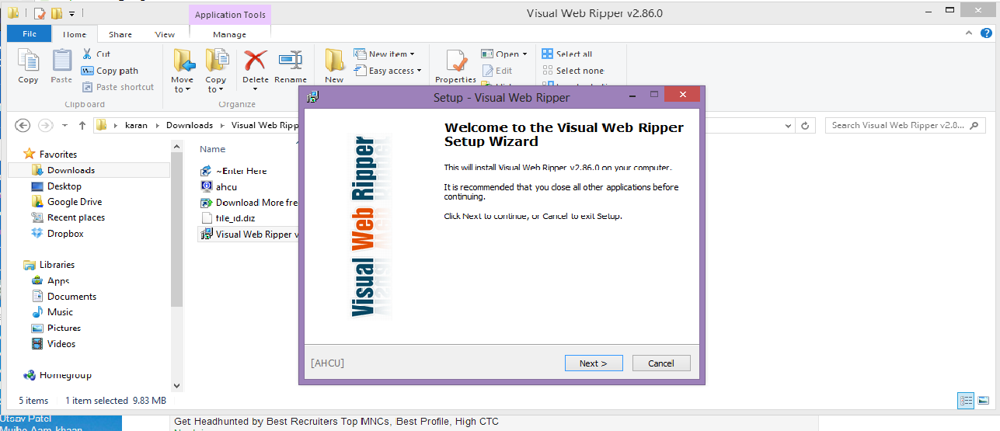 Application Tools
Visual Web Ripper v2.86.0
File Home Share View Manage
Copy
Paste
Cut
Copy path
Paste shortcut
Clipboard
Move to
Copy to
Delete
Rename
Organize
New
New item
Easy access
Properties
Open
Edit
Select all
Select none
karan Downloads Visual Web Ripp
Search Visual Web Ripper v2.8...
Favorites
Downloads
Desktop
Google Drive
Recent places
Dropbox
Libraries
Apps
Documents
Music
Pictures
Videos
Homegroup
Name
~Enter Here
ahcu
Download More fre
file_id.diz
Visual Web Ripper v
Setup - Visual Web Ripper
Visual Web Ripper
Welcome to the Visual Web Ripper
Setup Wizard
This will install Visual Web Ripper v2.86.0 on your computer.
It is recommended that you close all other applications before
continuing.
Click Next to continue, or Cancel to exit Setup.
[AHCU]
Next >
Cancel
5 items 1 item selected 9.83 MB
Utsav Patel
Get Headhunted by Best Recruiters Top MNCs, Best Profile, High CTC